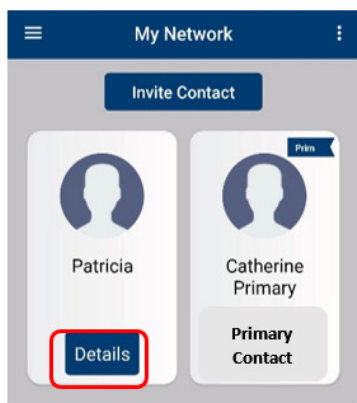 My Network
Invite Contact
Prim
Patricia
Catherine
Primary
Details
Primary
Contact